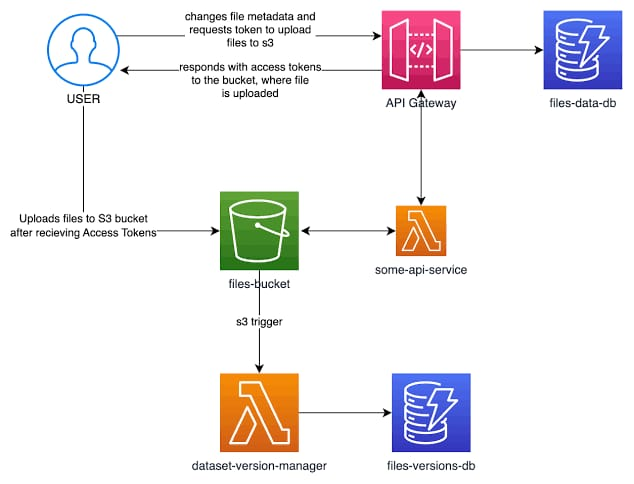 changes file metadata and
requests token to upload
files to s3
responds with access tokens
to the bucket, where file
is uploaded
USER
API Gateway
files-data-db
Uploads files to S3 bucket
after recieving Access Tokens
files-bucket
some-api-service
s3 trigger
dataset-version-manager
files-versions-db